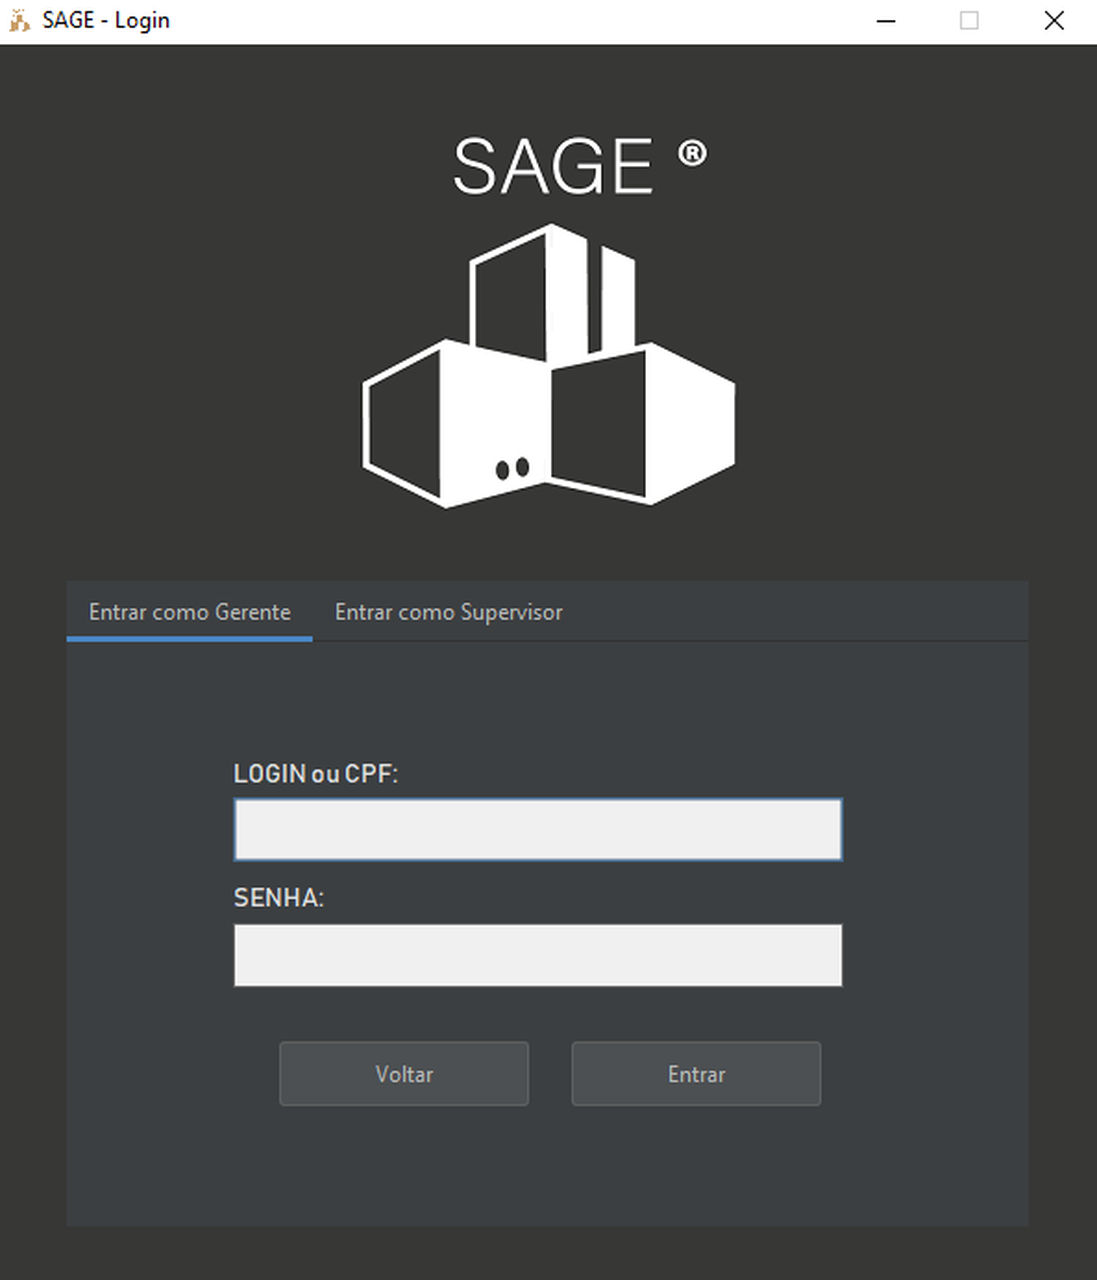 SAGE - Login
SAGE ®
Entrar como Gerente Entrar como Supervisor
LOGIN ou CPF:
SENHA:
Voltar Entrar